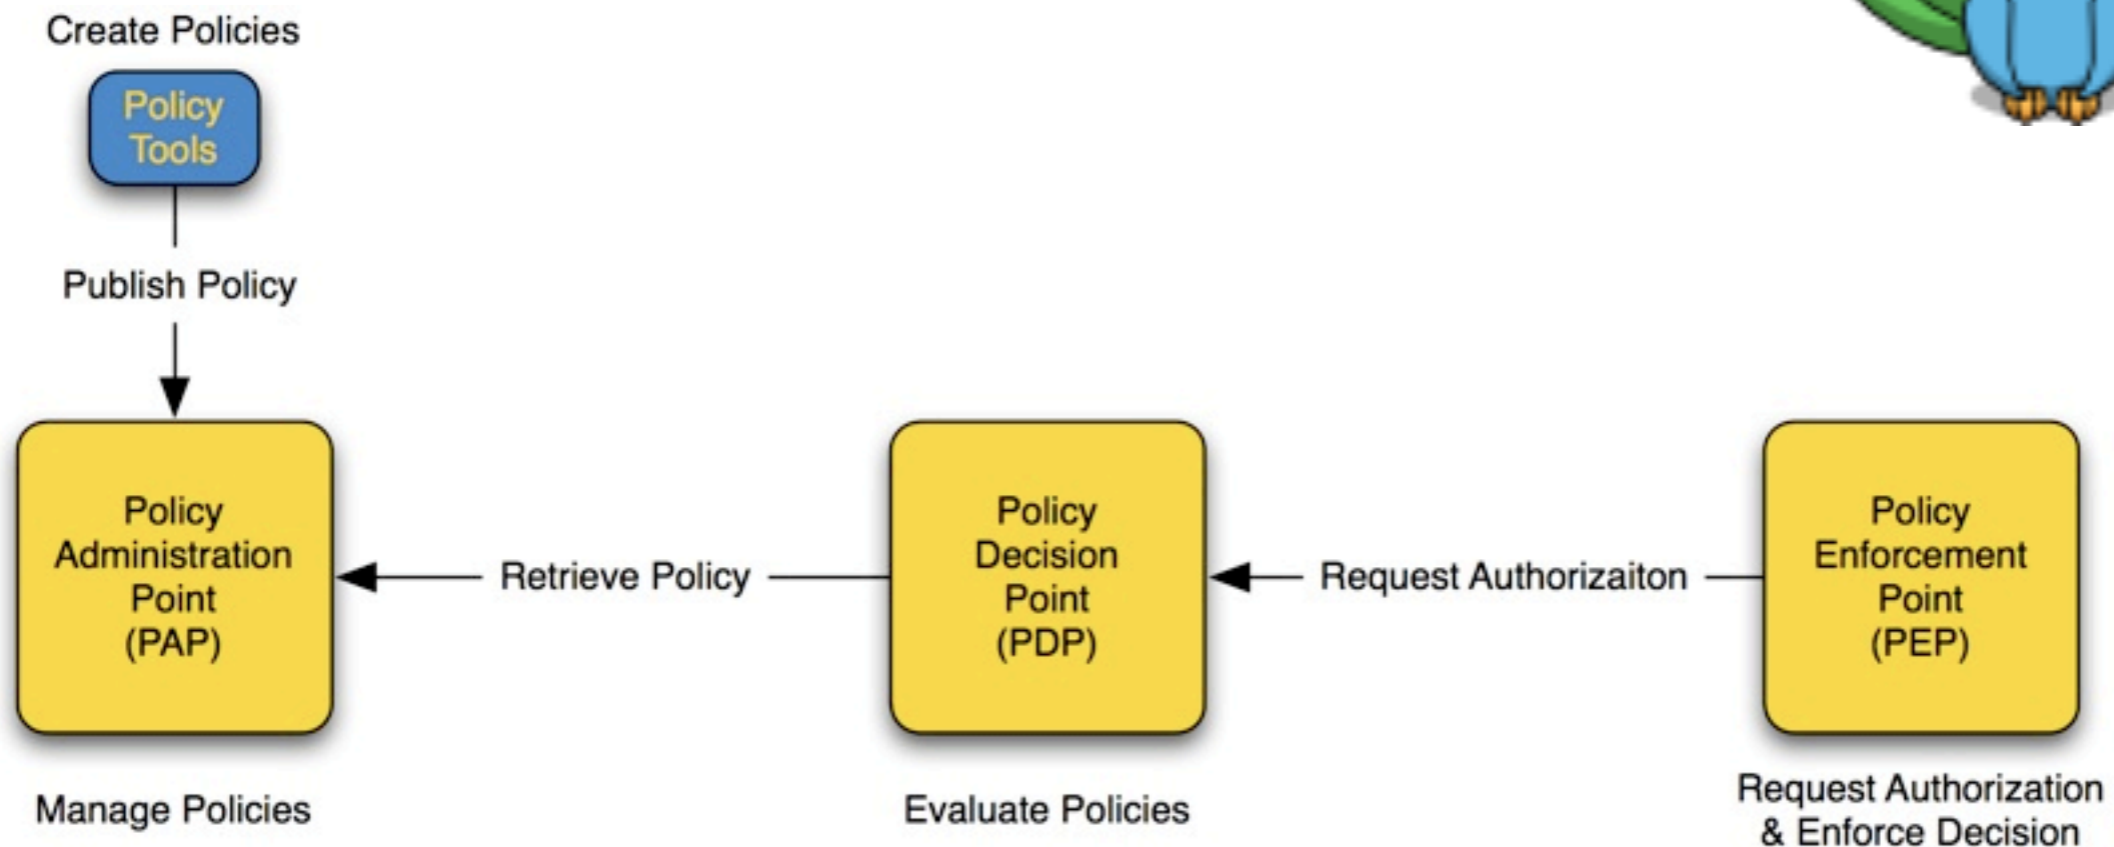 Create Policies
Policy
Tools
Publish Policy
Policy
Administration
Point
(PAP)
Manage Policies
Retrieve Policy
Policy
Decision
Point
(PDP)
Evaluate Policies
Request Authorizaiton
Policy
Enforcement
Point
(PEP)
Request Authorization
& Enforce Decision